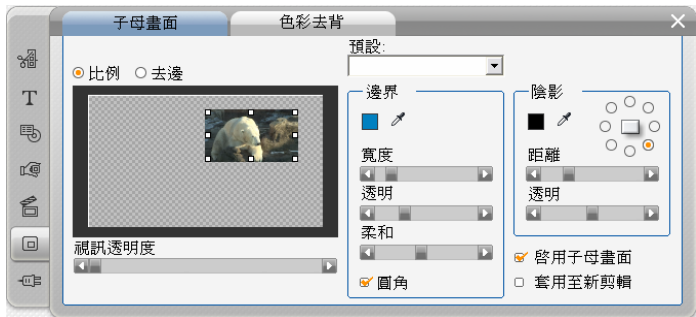 子母畫面
色彩去背
比例
去邊
視訊透明度
預設:
邊界
寬度
透明
柔和
圓角
陰影
距離
透明
啓用子母畫面
套用至新剪輯
T